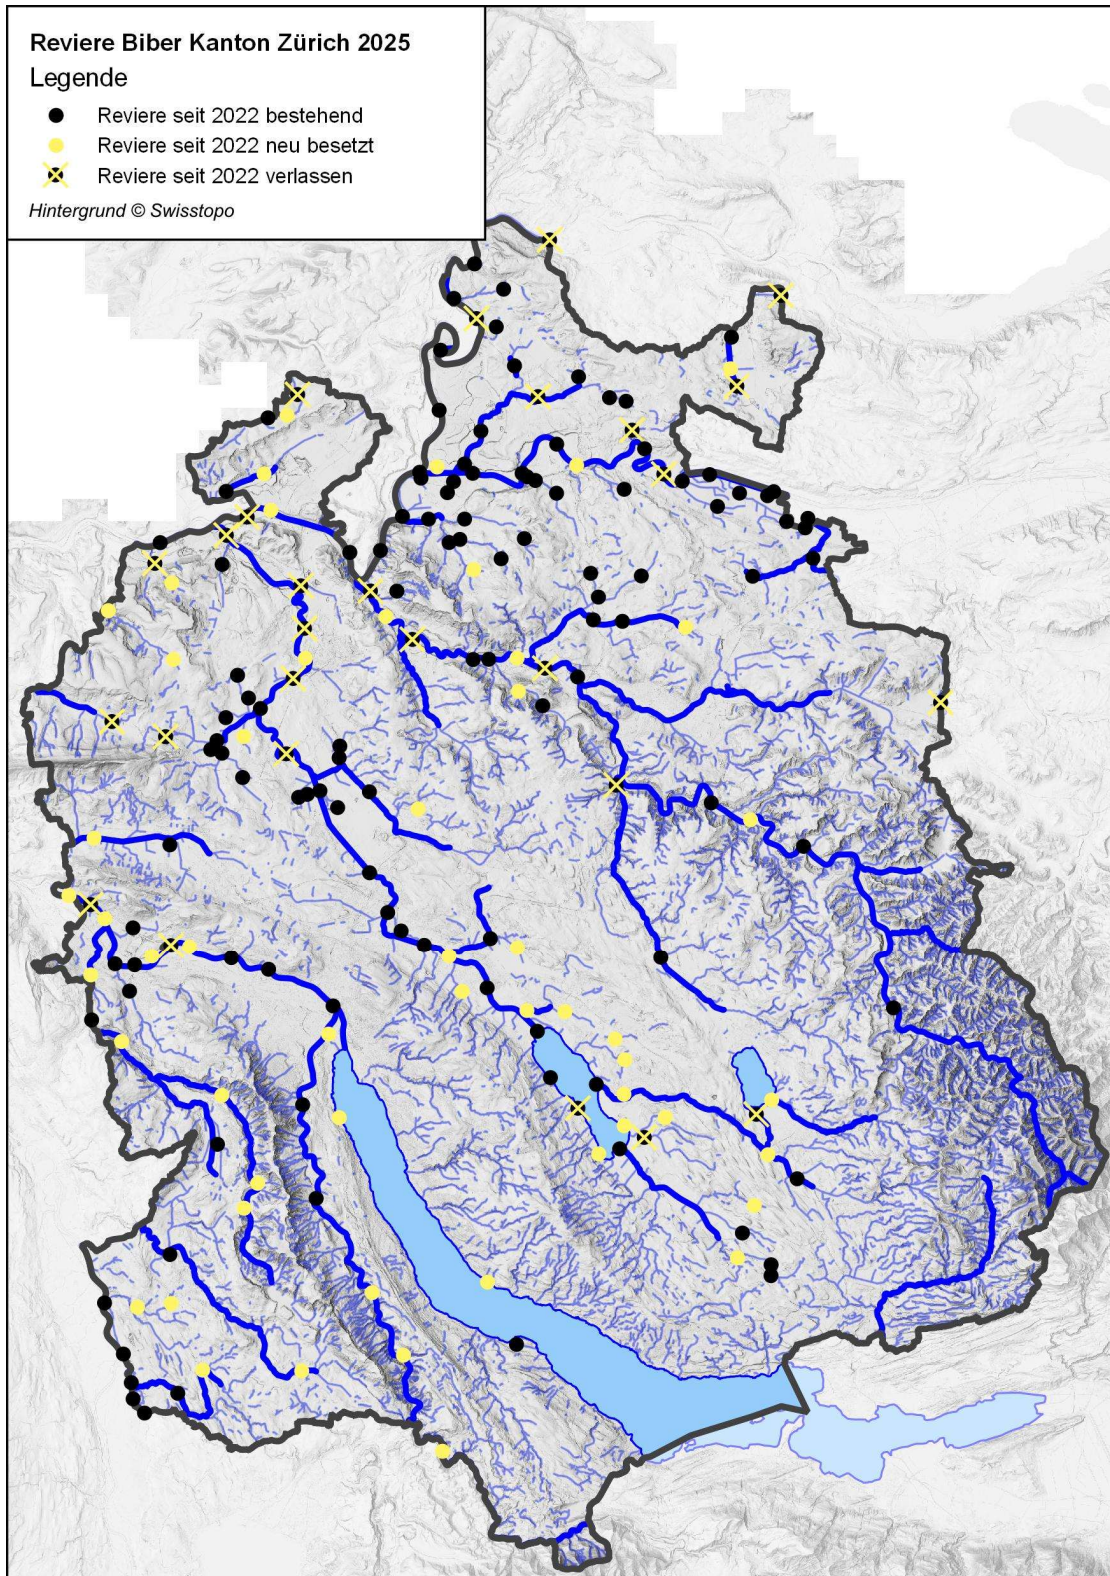 Reviere Biber Kanton Zürich 2025
Legende
Reviere seit 2022 bestehend
Reviere seit 2022 neu besetzt
Reviere seit 2022 verlassen
Hintergrund © Swisstopo